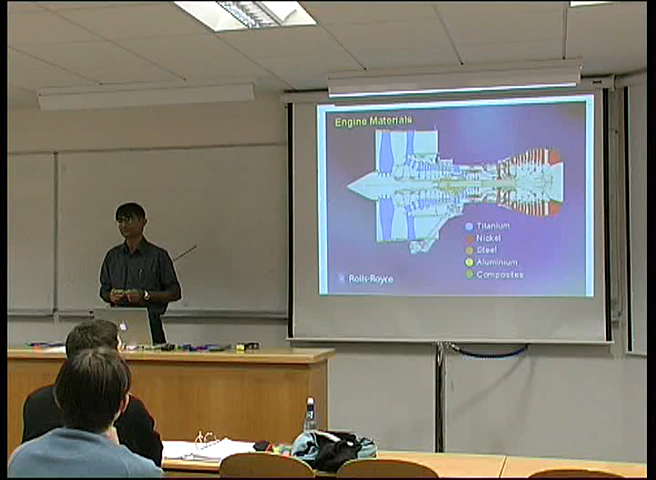 Engine Materials
Titanium
Nickel
Steel
Aluminium
Composites
Rolls-Royce